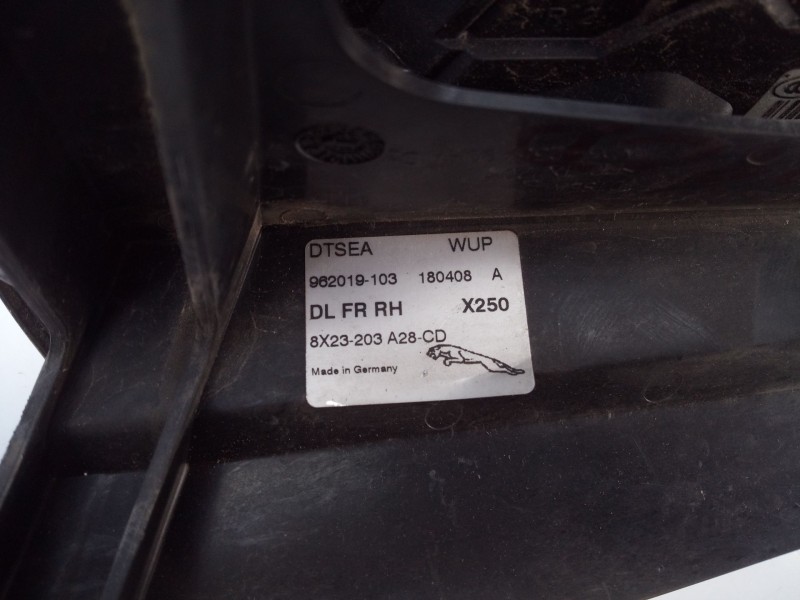 DTSEA WUP
962019-103 180408 A
DL FR RH X250
8X23-203 A28-CD
Made in Germany